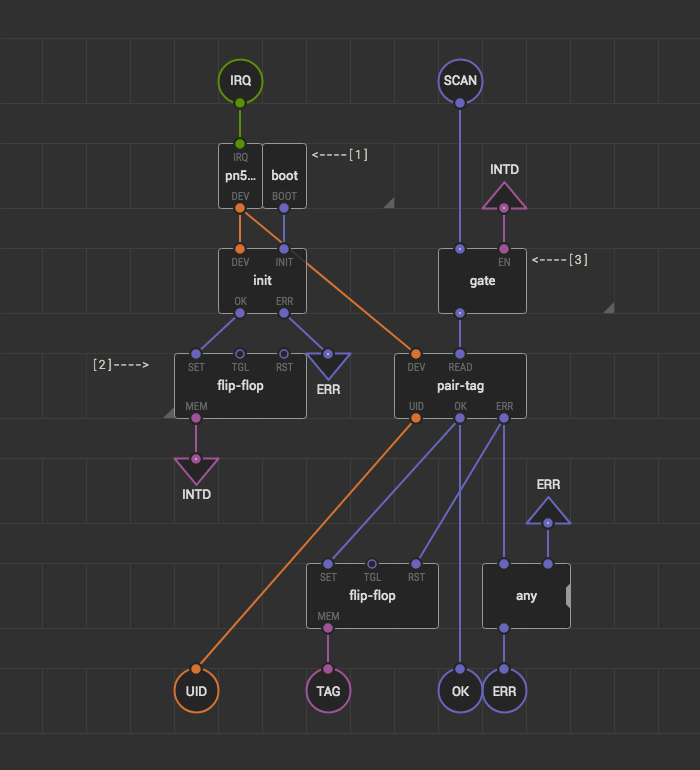 IRQ SCAN
IRQ
pn5... boot <----[1] INTD
DEV BOOT
DEV INIT EN <----[3]
init gate
OK ERR
[2]----> SET TGL RST DEV READ
flip-flop ERR pair-tag
MEM UID OK ERR
INTD ERR
SET TGL RST
flip-flop any
MEM
UID TAG OK ERR